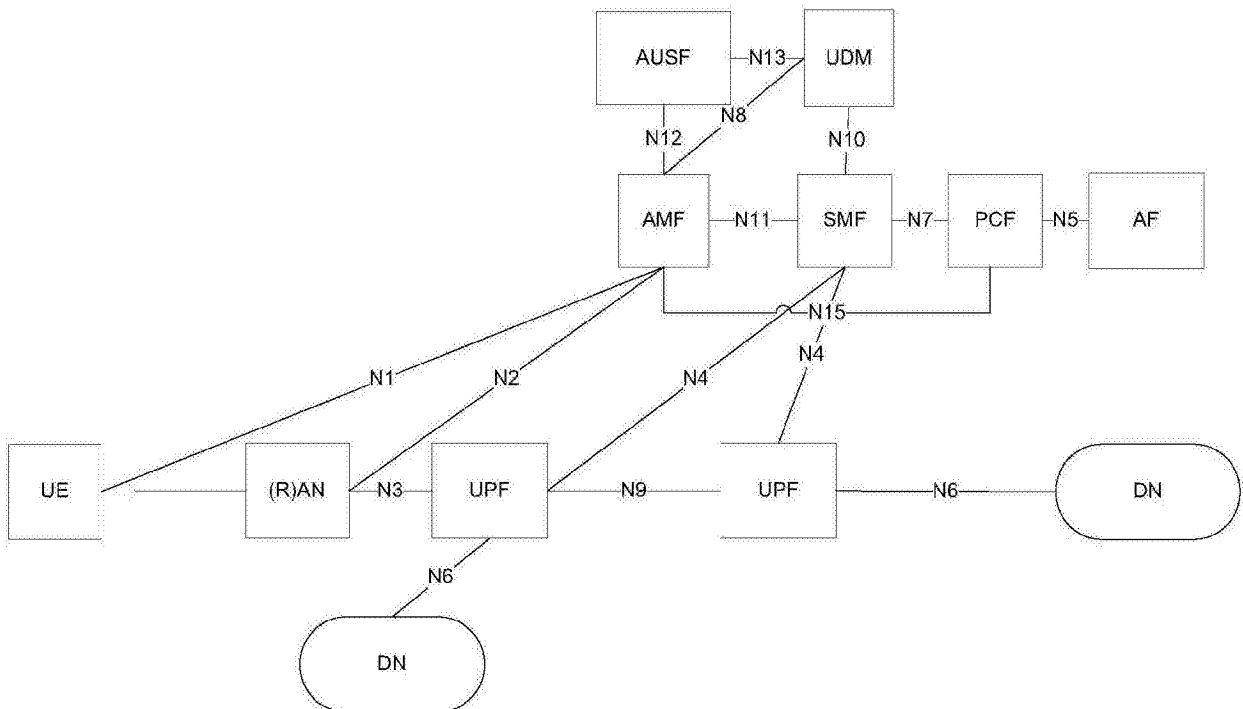 AUSF N13 UDM
N8
N12 N10
AMF N11 SMF N7 PCF N5 AF
N15
N4
N1 N2 N4
UE (R)AN N3 UPF N9 UPF N6 DN
N6
DN